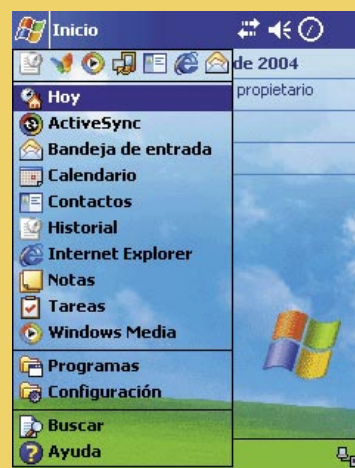 Inicio
de 2004
propietario
Hoy
ActiveSync
Bandeja de entrada
Calendario
Contactos
Historial
Internet Explorer
Notas
Tareas
Windows Media
Programas
Configuración
Buscar
Ayuda